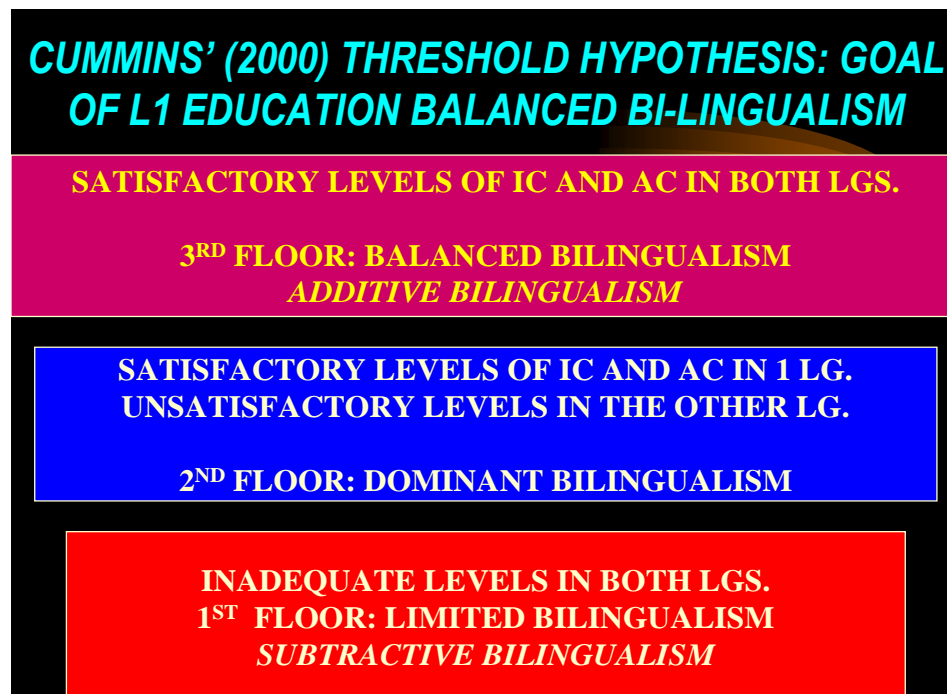 CUMMINS’ (2000) THRESHOLD HYPOTHESIS: GOAL
OF L1 EDUCATION BALANCED BI-LINGUALISM
SATISFACTORY LEVELS OF IC AND AC IN BOTH LGS.
3RD FLOOR: BALANCED BILINGUALISM
ADDITIVE BILINGUALISM
SATISFACTORY LEVELS OF IC AND AC IN 1 LG.
UNSATISFACTORY LEVELS IN THE OTHER LG.
2ND FLOOR: DOMINANT BILINGUALISM
INADEQUATE LEVELS IN BOTH LGS.
1ST FLOOR: LIMITED BILINGUALISM
SUBTRACTIVE BILINGUALISM